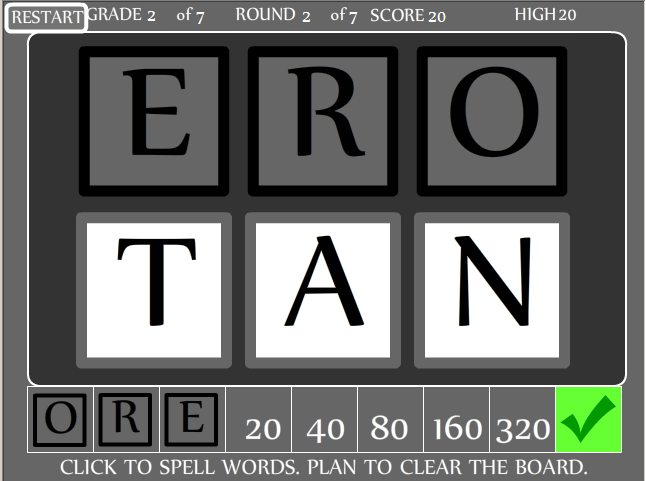 RESTART GRADE 2 of 7 ROUND 2 of 7 SCORE 20 HIGH 20
E R O
T A N
O R E 20 40 80 160 320
CLICK TO SPELL WORDS. PLAN TO CLEAR THE BOARD.